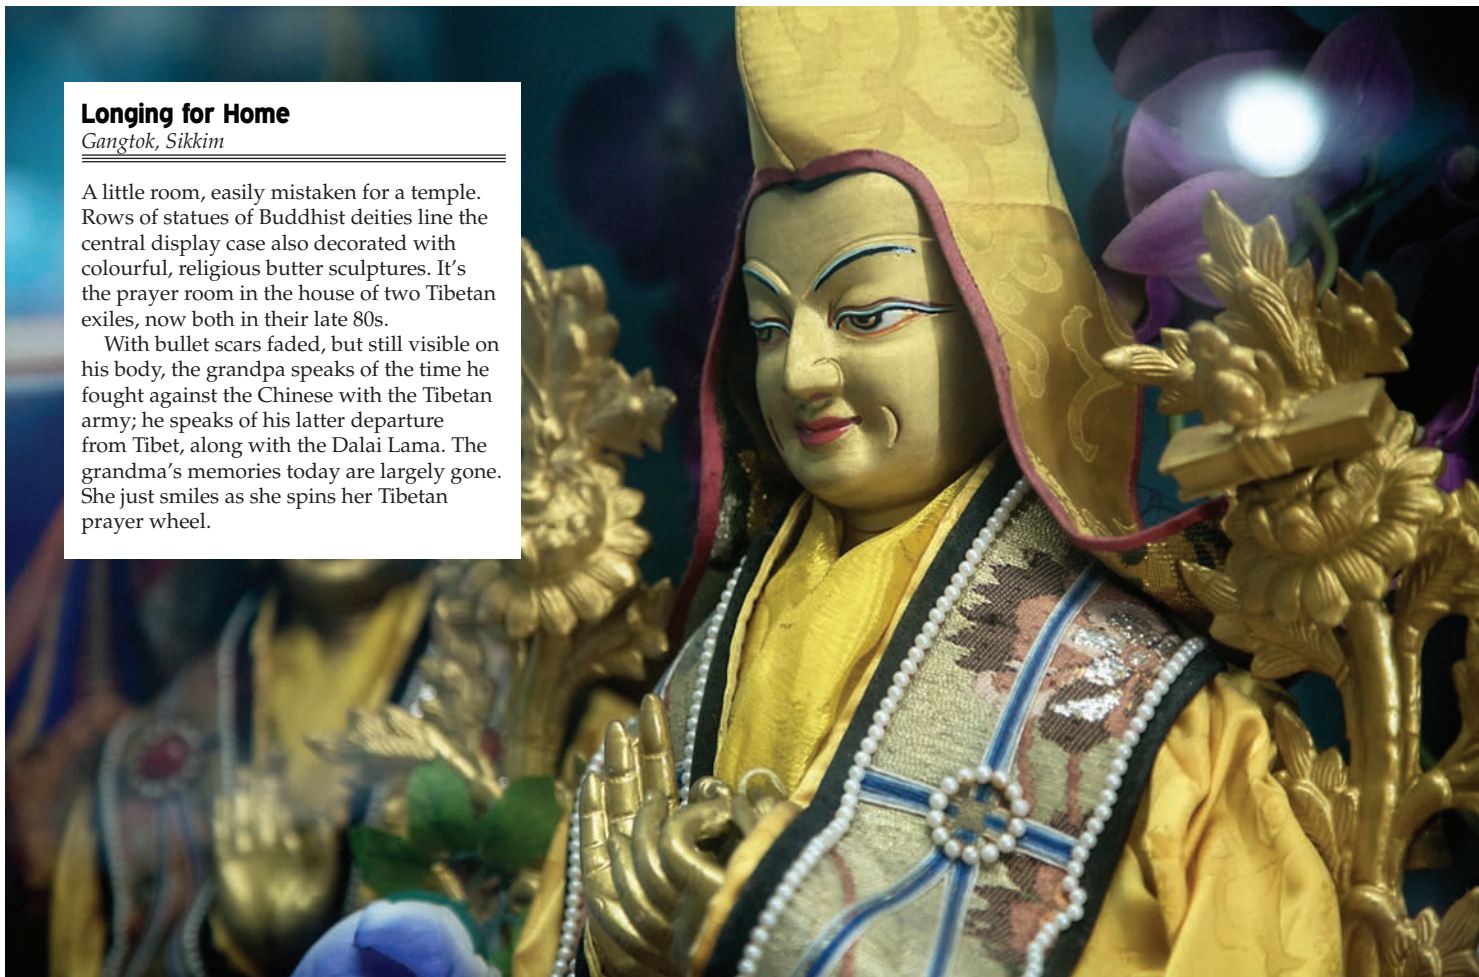 Longing for Home
Gangtok, Sikkim
A little room, easily mistaken for a temple.
Rows of statues of Buddhist deities line the
central display case also decorated with
colourful, religious butter sculptures. It’s
the prayer room in the house of two Tibetan
exiles, now both in their late 80s.
With bullet scars faded, but still visible on
his body, the grandpa speaks of the time he
fought against the Chinese with the Tibetan
army; he speaks of his latter departure
from Tibet, along with the Dalai Lama. The
grandma’s memories today are largely gone.
She just smiles as she spins her Tibetan
prayer wheel.